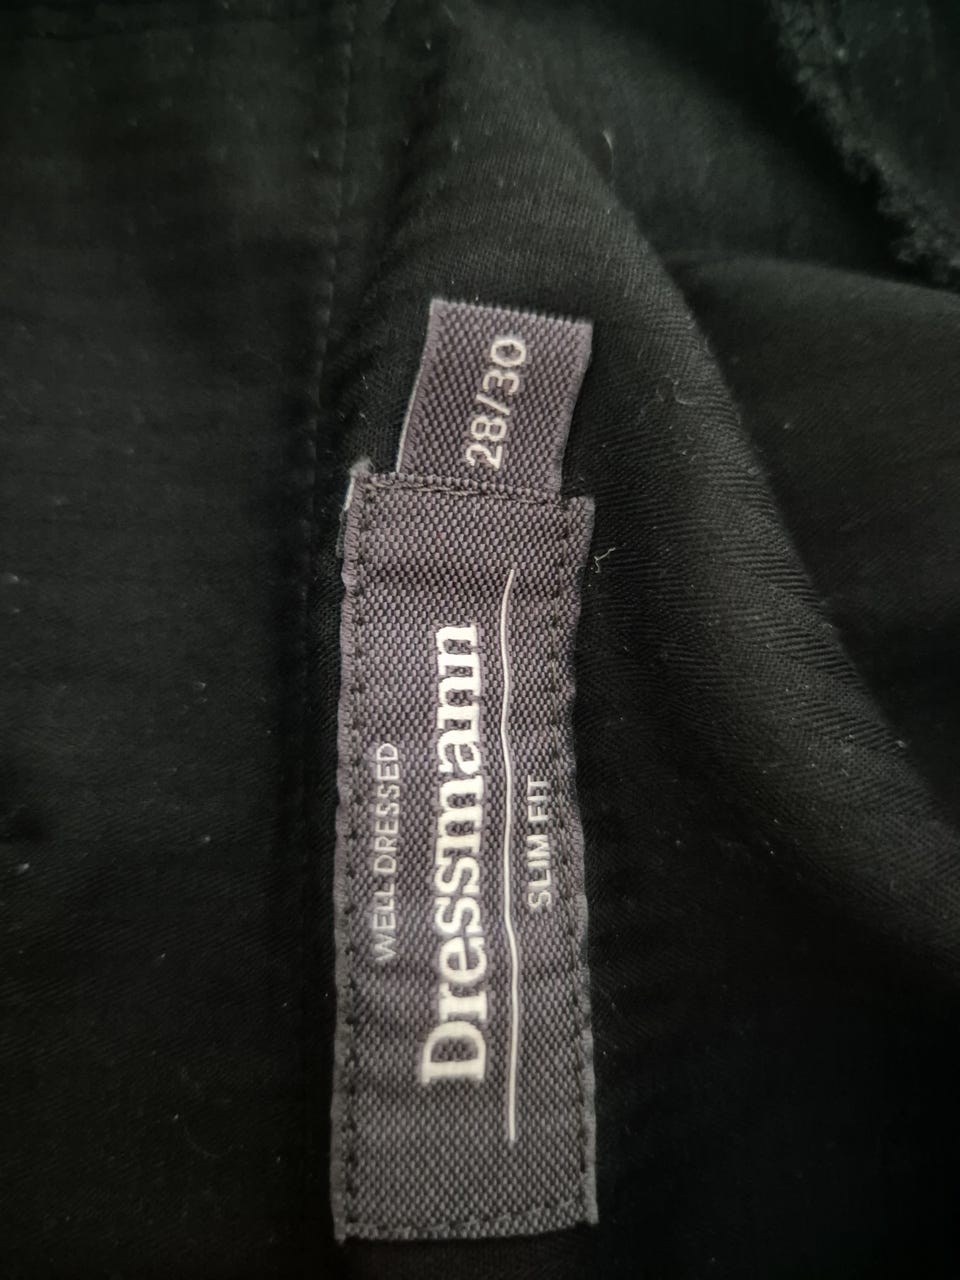 WELL DRESSED
Dressmann
SLIM FIT
28/30